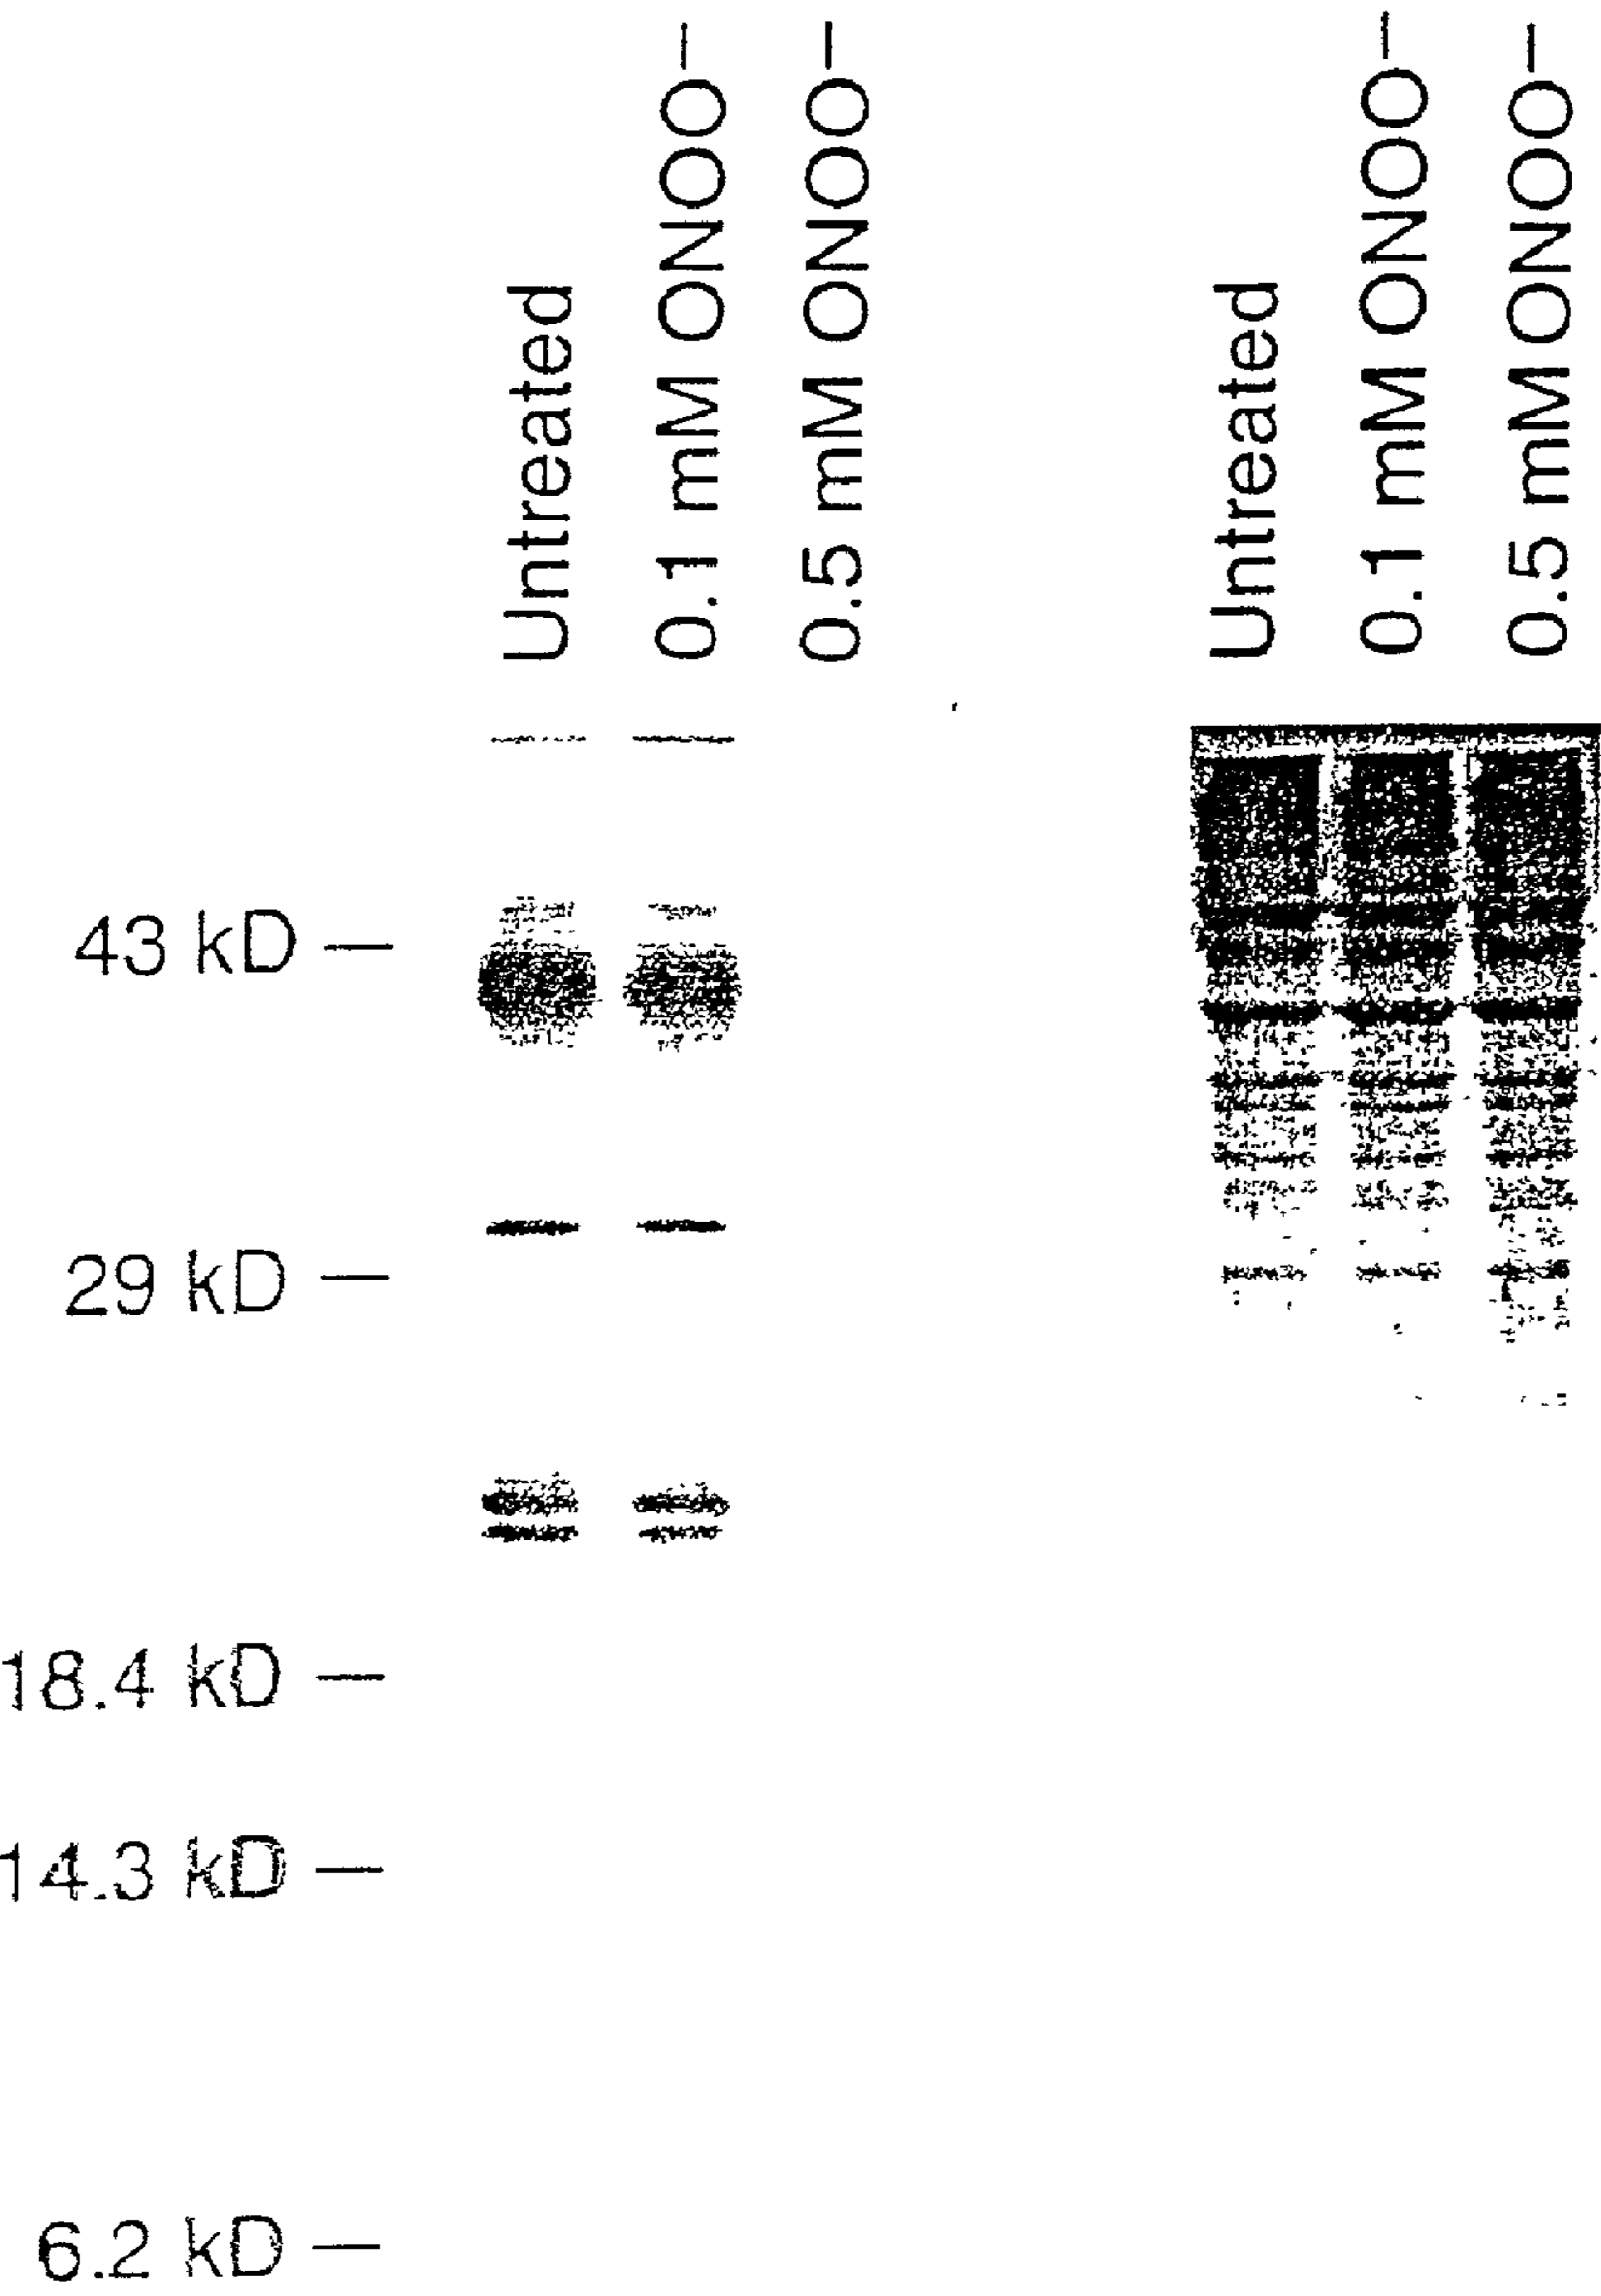 Untreated
0.1 mM ONOO–
0.5 mM ONOO–
Untreated
0.1 mM ONOO–
0.5 mM ONOO–
43 kD –
29 kD –
18.4 kD –
14.3 kD –
6.2 kD –